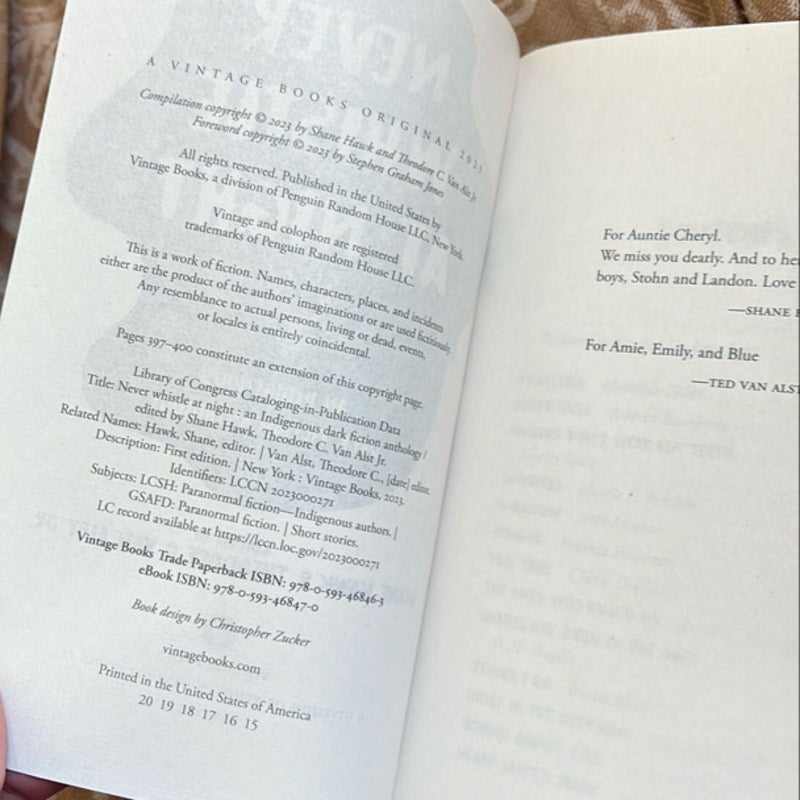 A VINTAGE BOOKS ORIGINAL 2023
Compilation copyright © 2023 by Shane Hawk and Theodore C. Van Alst Jr.
Foreword copyright © 2023 by Stephen Graham Jones
All rights reserved. Published in the United States by
Vintage Books, a division of Penguin Random House LLC, New York.
Vintage and colophon are registered
trademarks of Penguin Random House LLC.
This is a work of fiction. Names, characters, places, and incidents
either are the product of the authors' imaginations or are used fictitiously.
Any resemblance to actual persons, living or dead, events,
or locales is entirely coincidental.
Pages 397–400 constitute an extension of this copyright page.
Library of Congress Cataloging-in-Publication Data
Title: Never whistle at night : an Indigenous dark fiction anthology /
edited by Shane Hawk, Theodore C. Van Alst Jr.
Related Names: Hawk, Shane, editor. | Van Alst, Theodore C., [date] editor.
Description: First edition. | New York : Vintage Books, 2023.
Identifiers: LCCN 2023000271
Subjects: LCSH: Paranormal fiction—Indigenous authors. |
GSAFD: Paranormal fiction. | Short stories.
LC record available at https://lccn.loc.gov/2023000271
Vintage Books Trade Paperback ISBN: 978-0-593-46846-3
eBook ISBN: 978-0-593-46847-0
Book design by Christopher Zucker
vintagebooks.com
Printed in the United States of America
20 19 18 17 16 15
For Auntie Cheryl.
We miss you dearly. And to he
boys, Stohn and Landon. Love
—SHANE
For Amie, Emily, and Blue
—TED VAN ALST